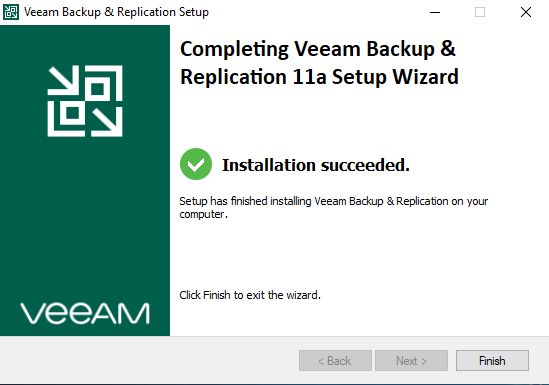 Veeam Backup & Replication Setup
Completing Veeam Backup &
Replication 11a Setup Wizard
Installation succeeded.
Setup has finished installing Veeam Backup & Replication on your
computer.
Click Finish to exit the wizard.
veeam
< Back
Next >
Finish